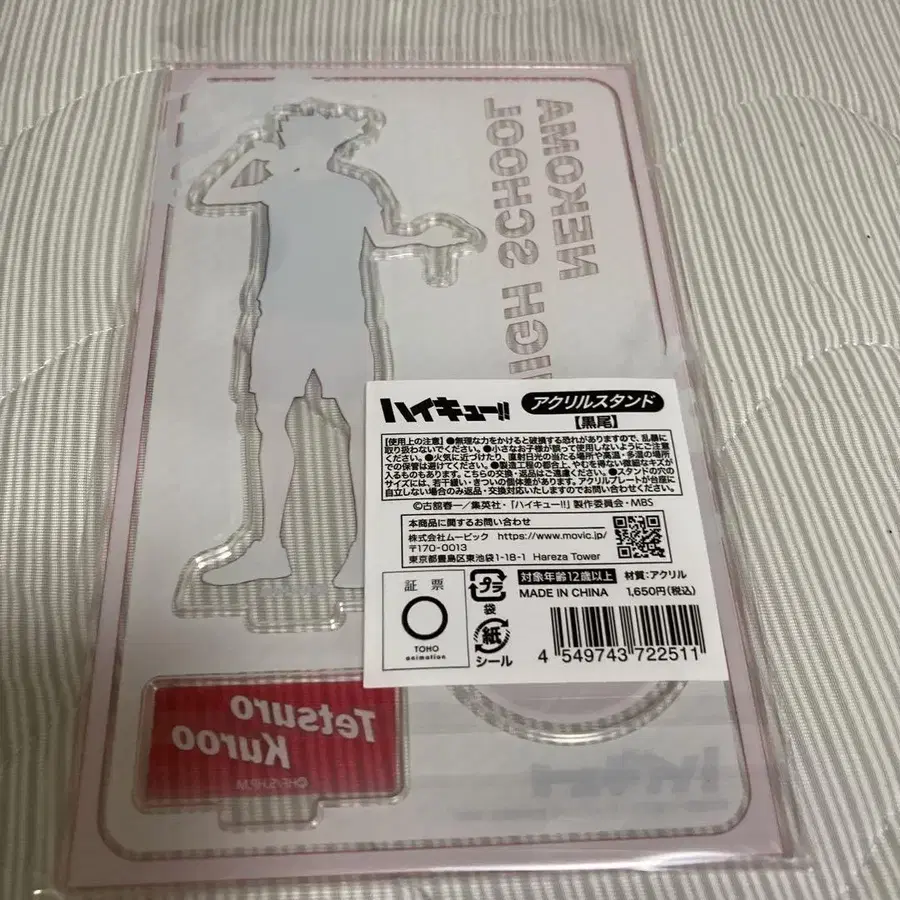 NEKOMA
HIGH SCHOOL
ハイキュー!! アクリルスタンド
【黒尾】
【使用上の注意】●無理な力をかけると破損する恐れがありますので、乱暴に
取り扱わないでください。●小さなお子様が誤って使用しないようにご注意
ください。●火気に近づけたり、直射日光の当たる場所や高温・多湿の場所
での保管は避けてください。●製造工程の都合上、やむを得ない微細なキズが
入るものもあります。こちらの交換・返品はご遠慮ください。●スタンドの穴の
サイズには、若干緩い・きついの個体差があります。アクリルプレートが台座に
自立しない場合のみ返品・交換対応いたしますのでお問い合わせください。
©古舘春一／集英社・「ハイキュー!!」製作委員会・MBS
本商品に関するお問い合わせ
株式会社ムービック https://www.movic.jp/
〒170-0013
東京都豊島区東池袋1-18-1 Hareza Tower
証票
TOHO
animation
プラ
袋
紙
シール
対象年齢12歳以上 材質：アクリル
MADE IN CHINA 1,650円(税込)
4 549743 722511
Tetsuro
Kuroo
©HF/S,HP,M
ハイキュー